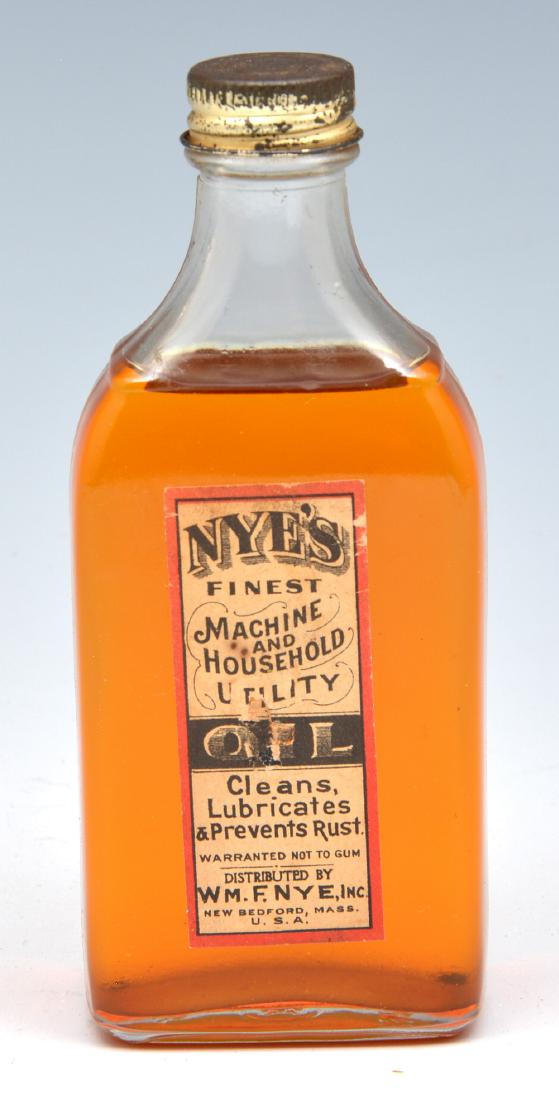 NYE'S
FINEST
MACHINE
AND
HOUSEHOLD
UTILITY
OIL
Cleans,
Lubricates
& Prevents Rust.
WARRANTED NOT TO GUM
DISTRIBUTED BY
WM. F. NYE, INC.
NEW BEDFORD, MASS.
U. S. A.